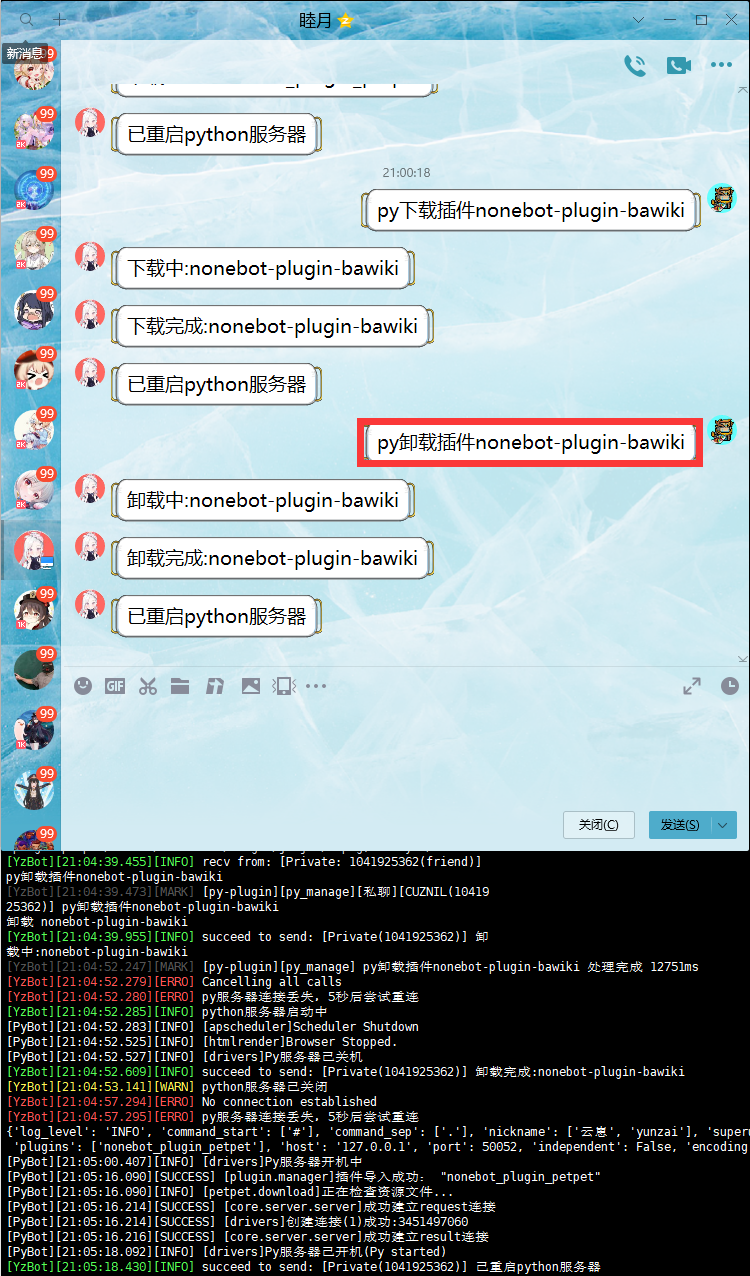 睦月
新消息
99
已重启python服务器
99
2K
21:00:18
99
2K
py下载插件nonebot-plugin-bawiki
99
2K
下载中:nonebot-plugin-bawiki
99
2K
下载完成:nonebot-plugin-bawiki
99
2K
已重启python服务器
99
2K
py卸载插件nonebot-plugin-bawiki
99
2K
卸载中:nonebot-plugin-bawiki
卸载完成:nonebot-plugin-bawiki
99
1K
已重启python服务器
99
GIF
99
1K
99
99
关闭(C)
发送(S)
[YzBot][21:04:39.455][INFO] recv from: [Private: 1041925362(friend)]
py卸载插件nonebot-plugin-bawiki
[YzBot][21:04:39.473][MARK] [py-plugin][py_manage][私聊][CUZNIL(10419
25362)] py卸载插件nonebot-plugin-bawiki
卸载 nonebot-plugin-bawiki
[YzBot][21:04:39.955][INFO] succeed to send: [Private(1041925362)] 卸
载中:nonebot-plugin-bawiki
[YzBot][21:04:52.247][MARK] [py-plugin][py_manage] py卸载插件nonebot-plugin-bawiki 处理完成 12751ms
[YzBot][21:04:52.279][ERRO] Cancelling all calls
[YzBot][21:04:52.280][ERRO] py服务器连接丢失，5秒后尝试重连
[YzBot][21:04:52.285][INFO] python服务器启动中
[PyBot][21:04:52.283][INFO] [apscheduler]Scheduler Shutdown
[PyBot][21:04:52.525][INFO] [htmlrender]Browser Stopped.
[PyBot][21:04:52.527][INFO] [drivers]Py服务器已关机
[YzBot][21:04:52.609][INFO] succeed to send: [Private(1041925362)] 卸载完成:nonebot-plugin-bawiki
[YzBot][21:04:53.141][WARN] python服务器已关闭
[YzBot][21:04:57.294][ERRO] No connection established
[YzBot][21:04:57.295][ERRO] py服务器连接丢失，5秒后尝试重连
{'log_level': 'INFO', 'command_start': ['#'], 'command_sep': ['.'], 'nickname': ['云崽', 'yunzai'], 'superu
'plugins': ['nonebot_plugin_petpet'], 'host': '127.0.0.1', 'port': 50052, 'independent': False, 'encoding
[PyBot][21:05:00.407][INFO] [drivers]Py服务器开机中
[PyBot][21:05:16.090][SUCCESS] [plugin.manager]插件导入成功： "nonebot_plugin_petpet"
[PyBot][21:05:16.090][INFO] [petpet.download]正在检查资源文件...
[PyBot][21:05:16.214][SUCCESS] [core.server.server]成功建立request连接
[PyBot][21:05:16.214][SUCCESS] [drivers]创建连接(1)成功:3451497060
[PyBot][21:05:16.216][SUCCESS] [core.server.server]成功建立result连接
[PyBot][21:05:18.092][INFO] [drivers]Py服务器已开机(Py started)
[YzBot][21:05:18.430][INFO] succeed to send: [Private(1041925362)] 已重启python服务器